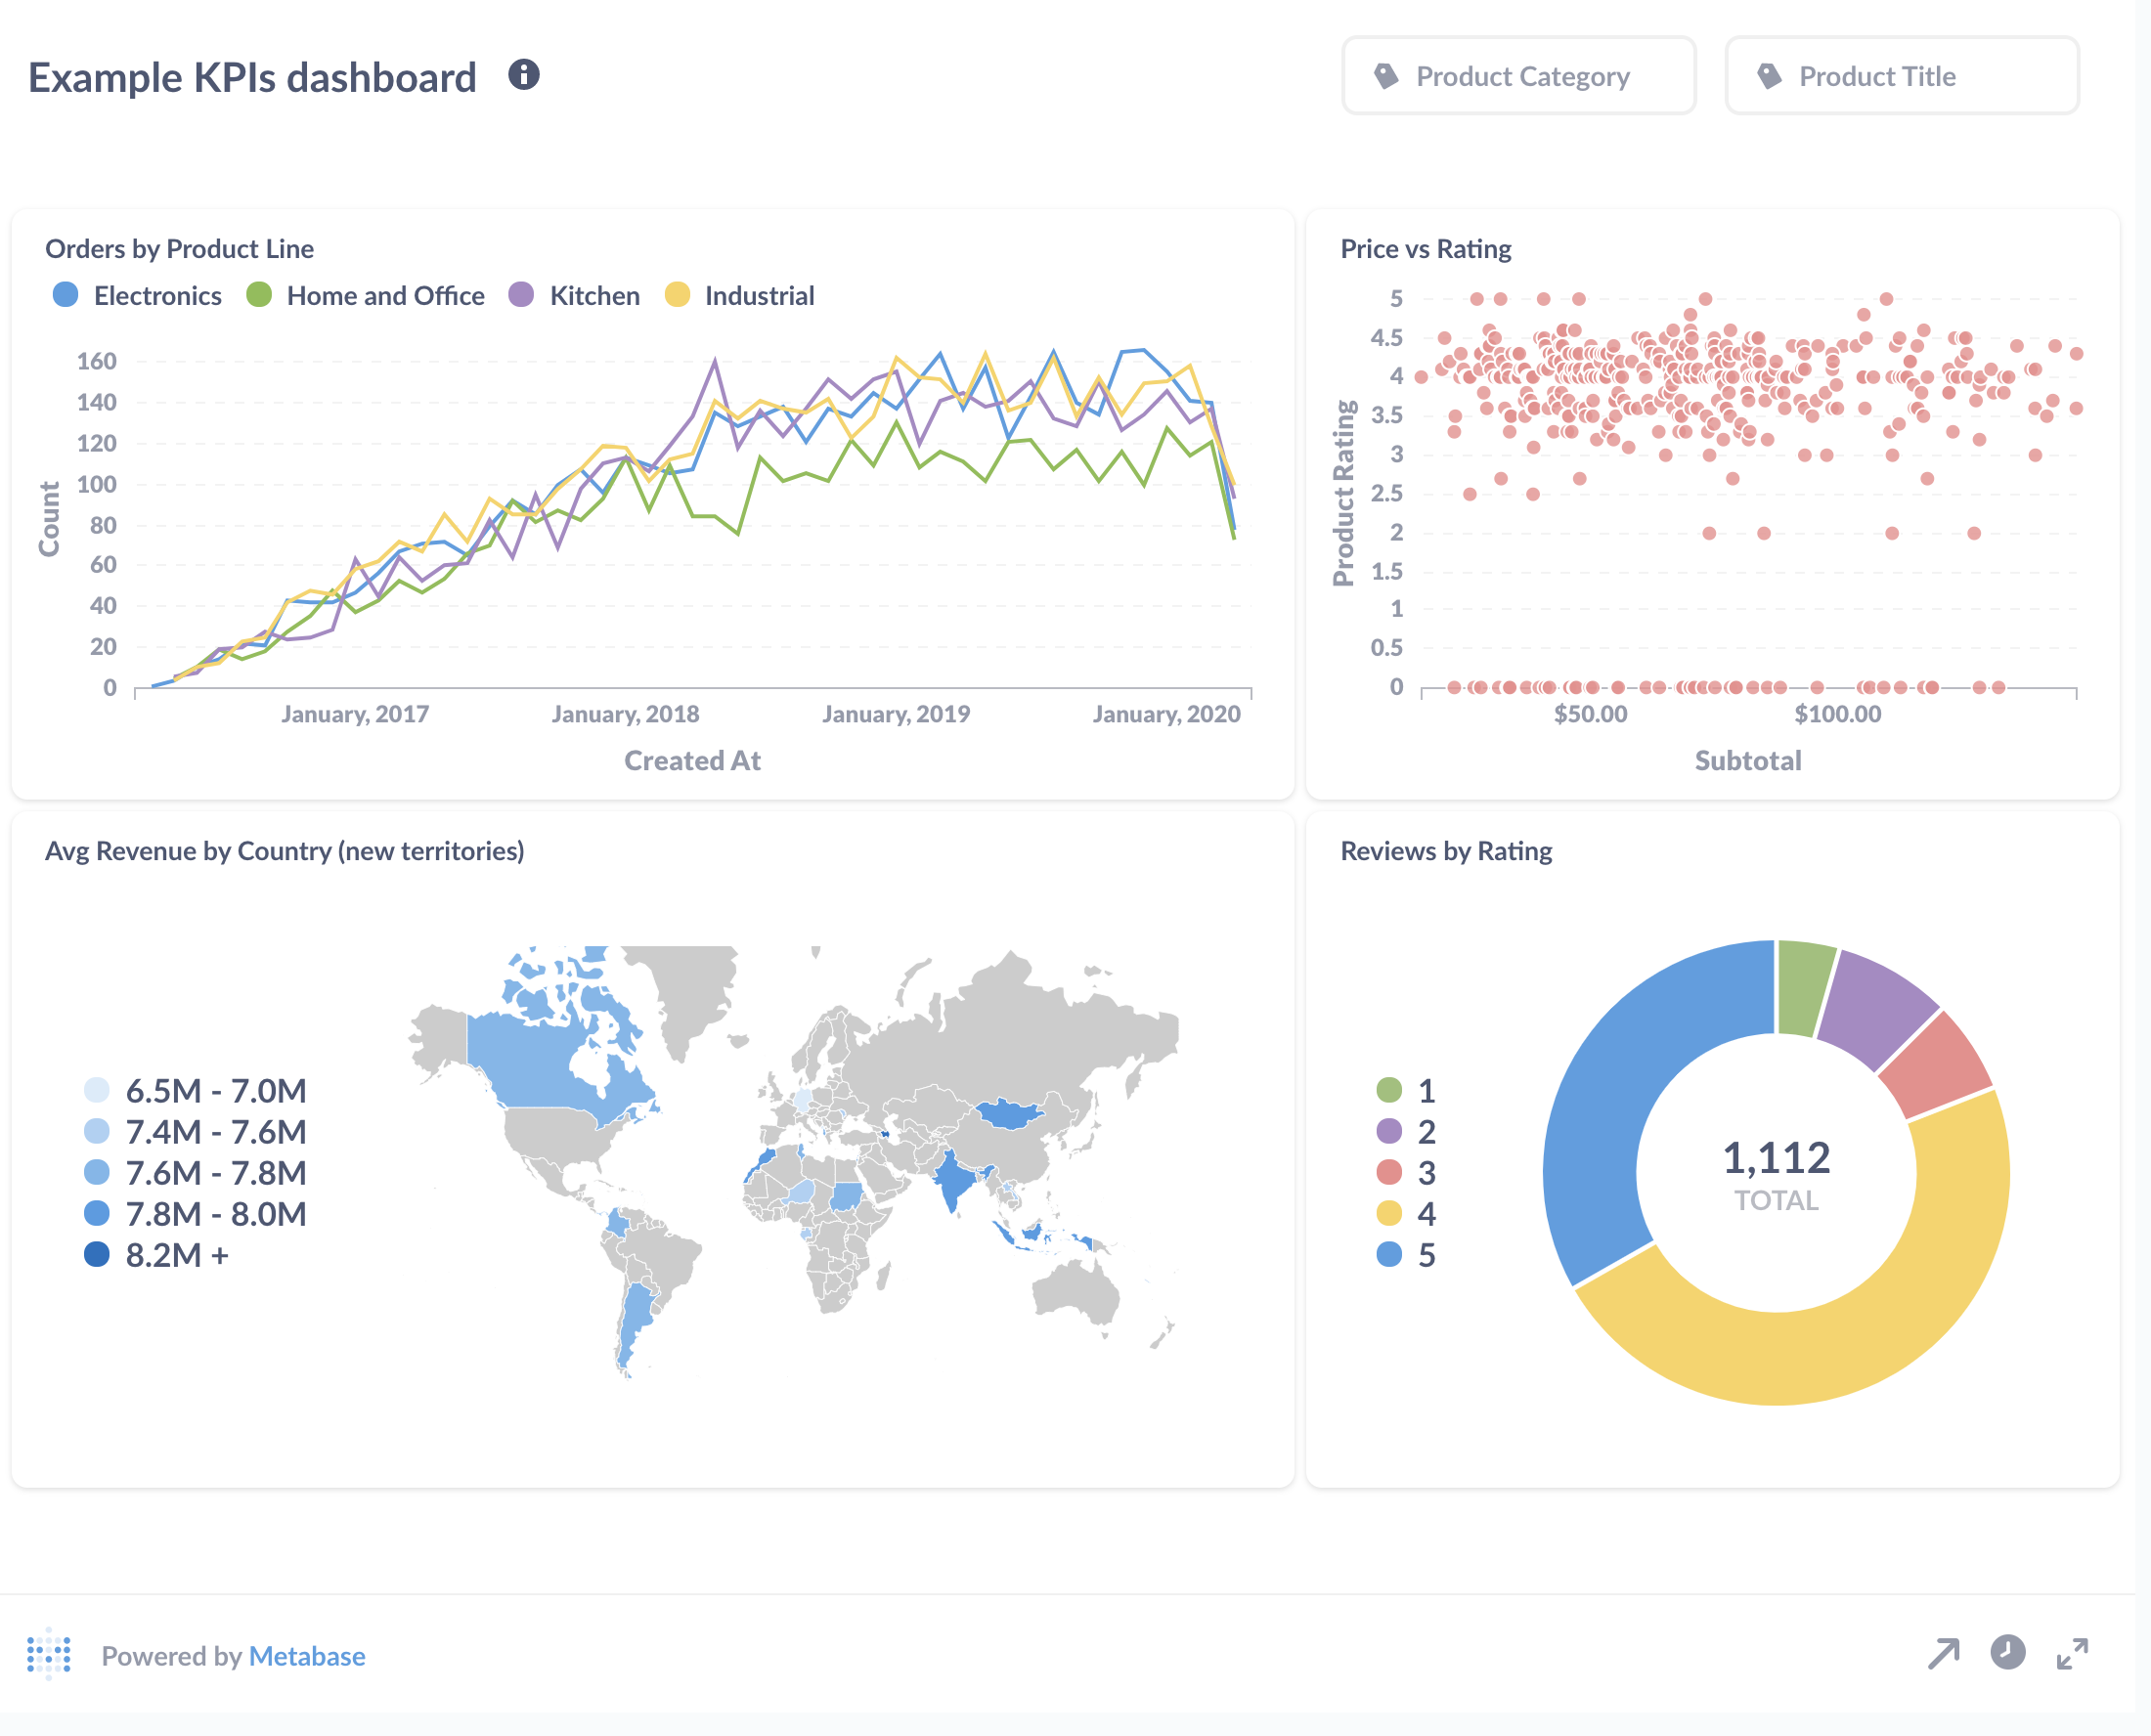 Example KPIs dashboard
Product Category
Product Title
Orders by Product Line
Electronics Home and Office Kitchen Industrial
Count
160
140
120
100
80
60
40
20
0
January, 2017 January, 2018 January, 2019 January, 2020
Created At
Price vs Rating
Product Rating
5
4.5
4
3.5
3
2.5
2
1.5
1
0.5
0
$50.00 $100.00
Subtotal
Avg Revenue by Country (new territories)
6.5M - 7.0M
7.4M - 7.6M
7.6M - 7.8M
7.8M - 8.0M
8.2M +
Reviews by Rating
1
2
3
4
5
1,112
TOTAL
Powered by Metabase